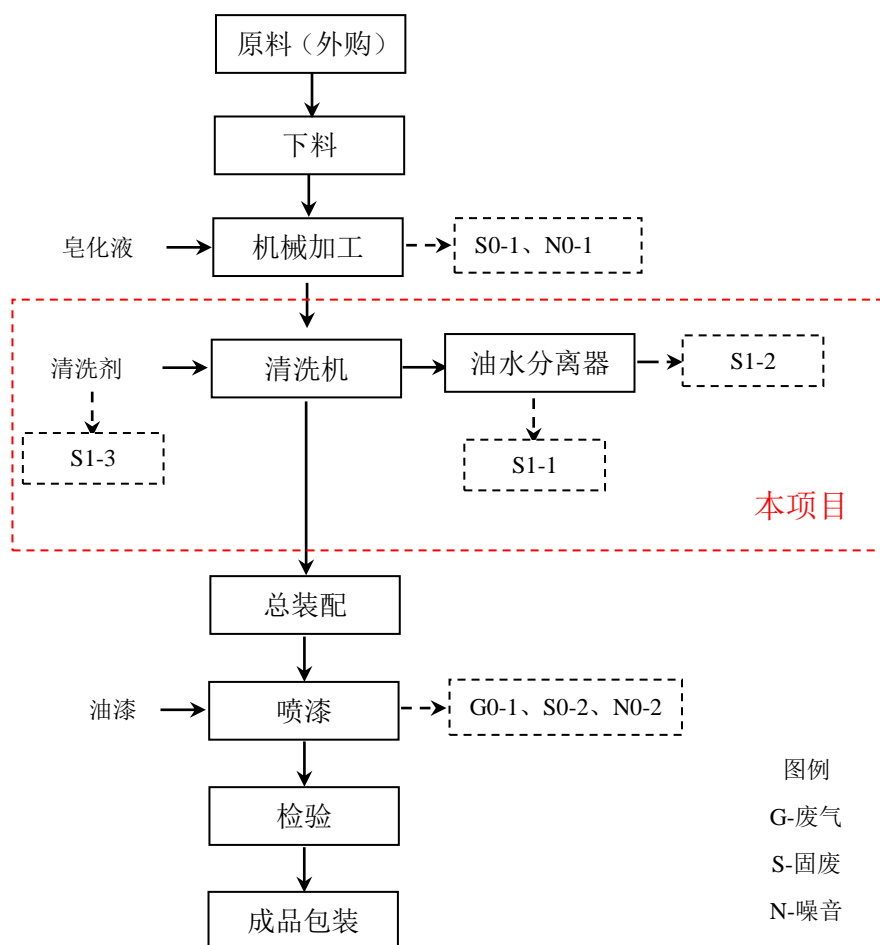 原料（外购）
下料
皂化液
机械加工
S0-1、N0-1
清洗剂
清洗机
油水分离器
S1-2
S1-3
S1-1
本项目
总装配
油漆
喷漆
G0-1、S0-2、N0-2
检验
成品包装
图例
G-废气
S-固废
N-噪音